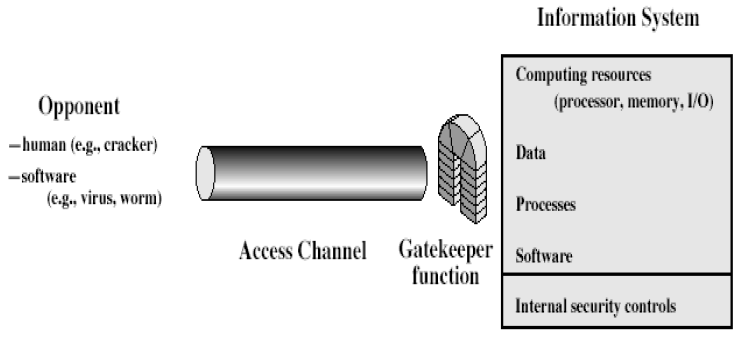 Information System
Opponent
–human (e.g., cracker)
–software
(e.g., virus, worm)
Access Channel
Gatekeeper
function
Computing resources
(processor, memory, I/O)
Data
Processes
Software
Internal security controls